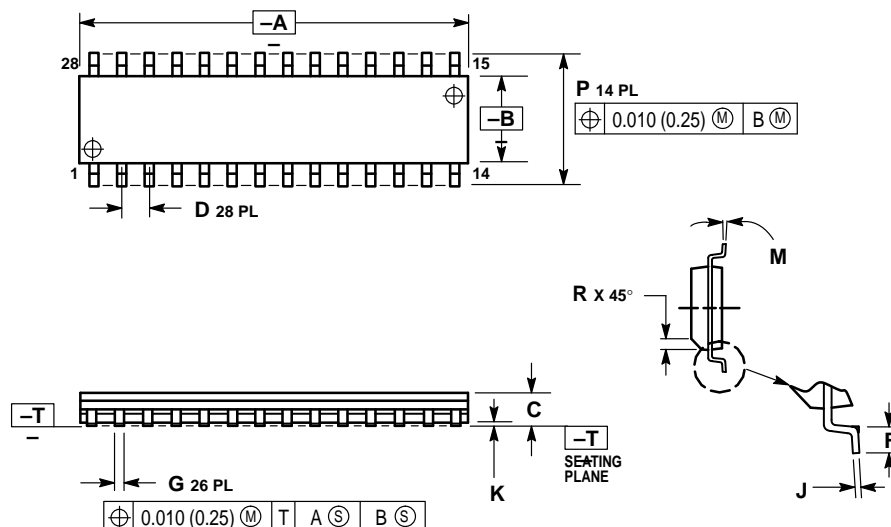 –A
–
28
15
P 14 PL
⌖ 0.010 (0.25) Ⓜ B Ⓜ
–B
–
1
14
D 28 PL
M
R X 45°
–T
–
C
–T
–
SEATING
PLANE
K
G 26 PL
⌖ 0.010 (0.25) Ⓜ T A Ⓢ B Ⓢ
J